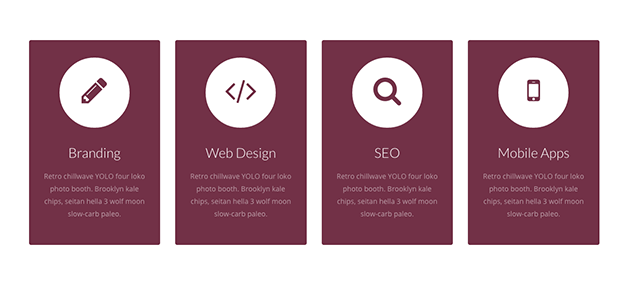 Branding
Retro chillwave YOLO four loko
photo booth. Brooklyn kale
chips, seitan hella 3 wolf moon
slow-carb paleo.
Web Design
Retro chillwave YOLO four loko
photo booth. Brooklyn kale
chips, seitan hella 3 wolf moon
slow-carb paleo.
SEO
Retro chillwave YOLO four loko
photo booth. Brooklyn kale
chips, seitan hella 3 wolf moon
slow-carb paleo.
Mobile Apps
Retro chillwave YOLO four loko
photo booth. Brooklyn kale
chips, seitan hella 3 wolf moon
slow-carb paleo.